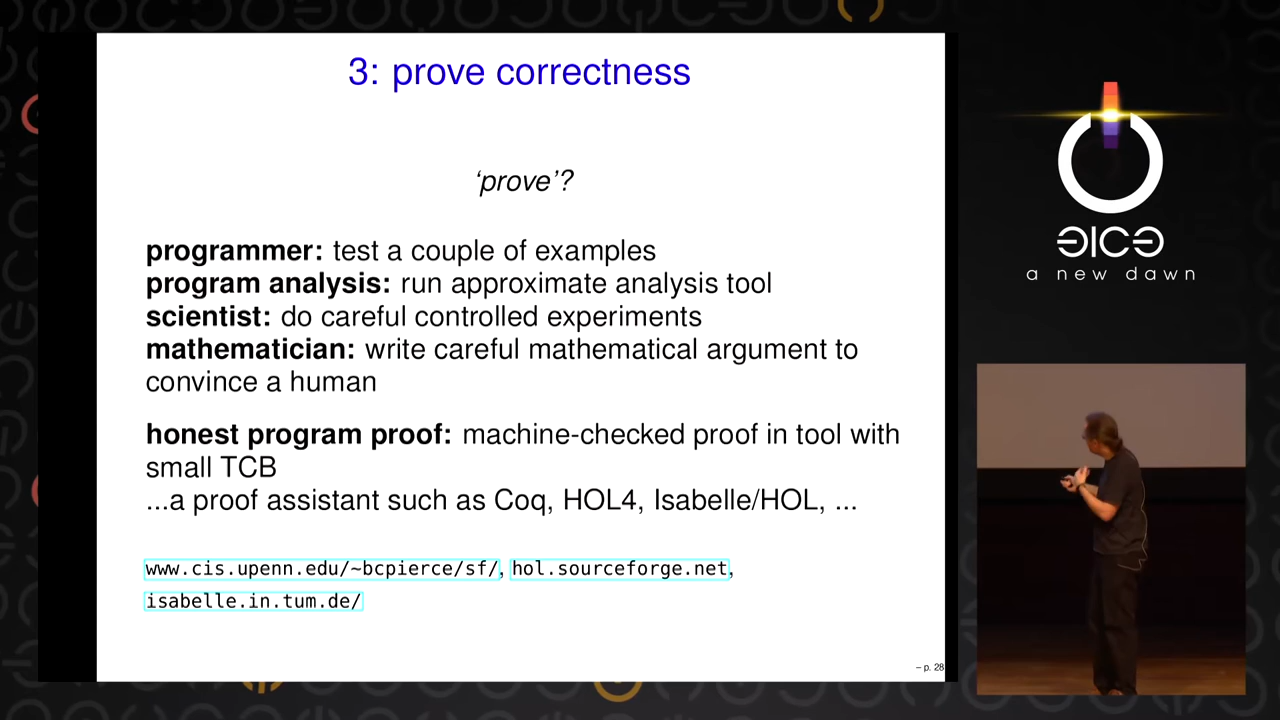 3: prove correctness
‘prove’?
programmer: test a couple of examples
program analysis: run approximate analysis tool
scientist: do careful controlled experiments
mathematician: write careful mathematical argument to
convince a human
honest program proof: machine-checked proof in tool with
small TCB
...a proof assistant such as Coq, HOL4, Isabelle/HOL, ...
www.cis.upenn.edu/~bcpierce/sf/, hol.sourceforge.net,
isabelle.in.tum.de/
– p. 28
a new dawn